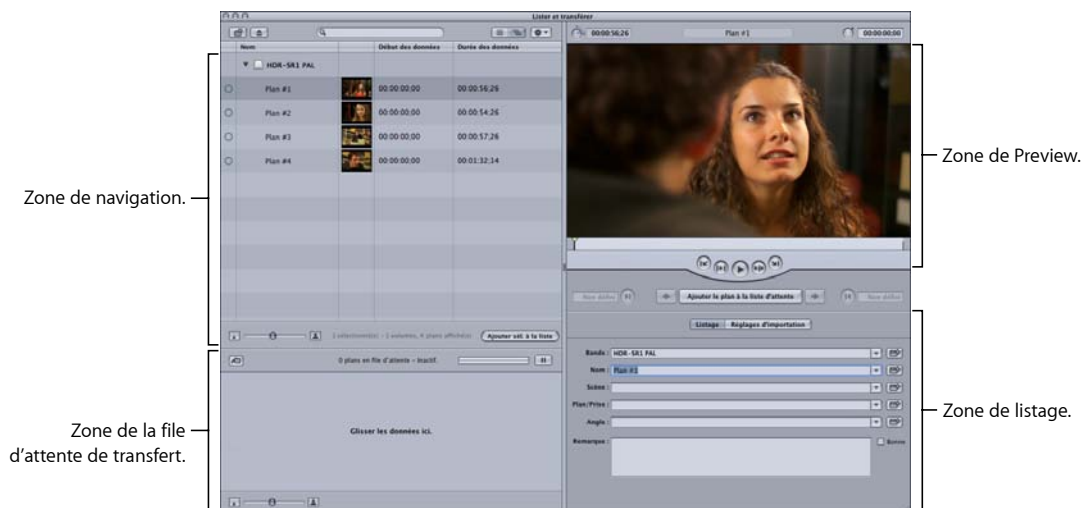 Lister et transférer
00:00:56;26 Plan #1 00:00:00;00
Nom Début des données Durée des données
HDR-SR1 PAL
Plan #1 00:00:00;00 00:00:56;26
Plan #2 00:00:00;00 00:00:54;26
Plan #3 00:00:00;00 00:00:57;26
Plan #4 00:00:00;00 00:01:32;14
Zone de navigation.
Zone de Preview.
Non défini Ajouter le plan à la liste d'attente Non défini
Listage Réglages d'importation
Ajouter sél. à la liste
0 plans en file d'attente – Inactif.
Bande : HDR-SR1 PAL
Nom : Plan #1
Scène :
Plan/Prise :
Angle :
Remarque : Bonne
Glisser les données ici.
Zone de la file
d'attente de transfert.
Zone de listage.